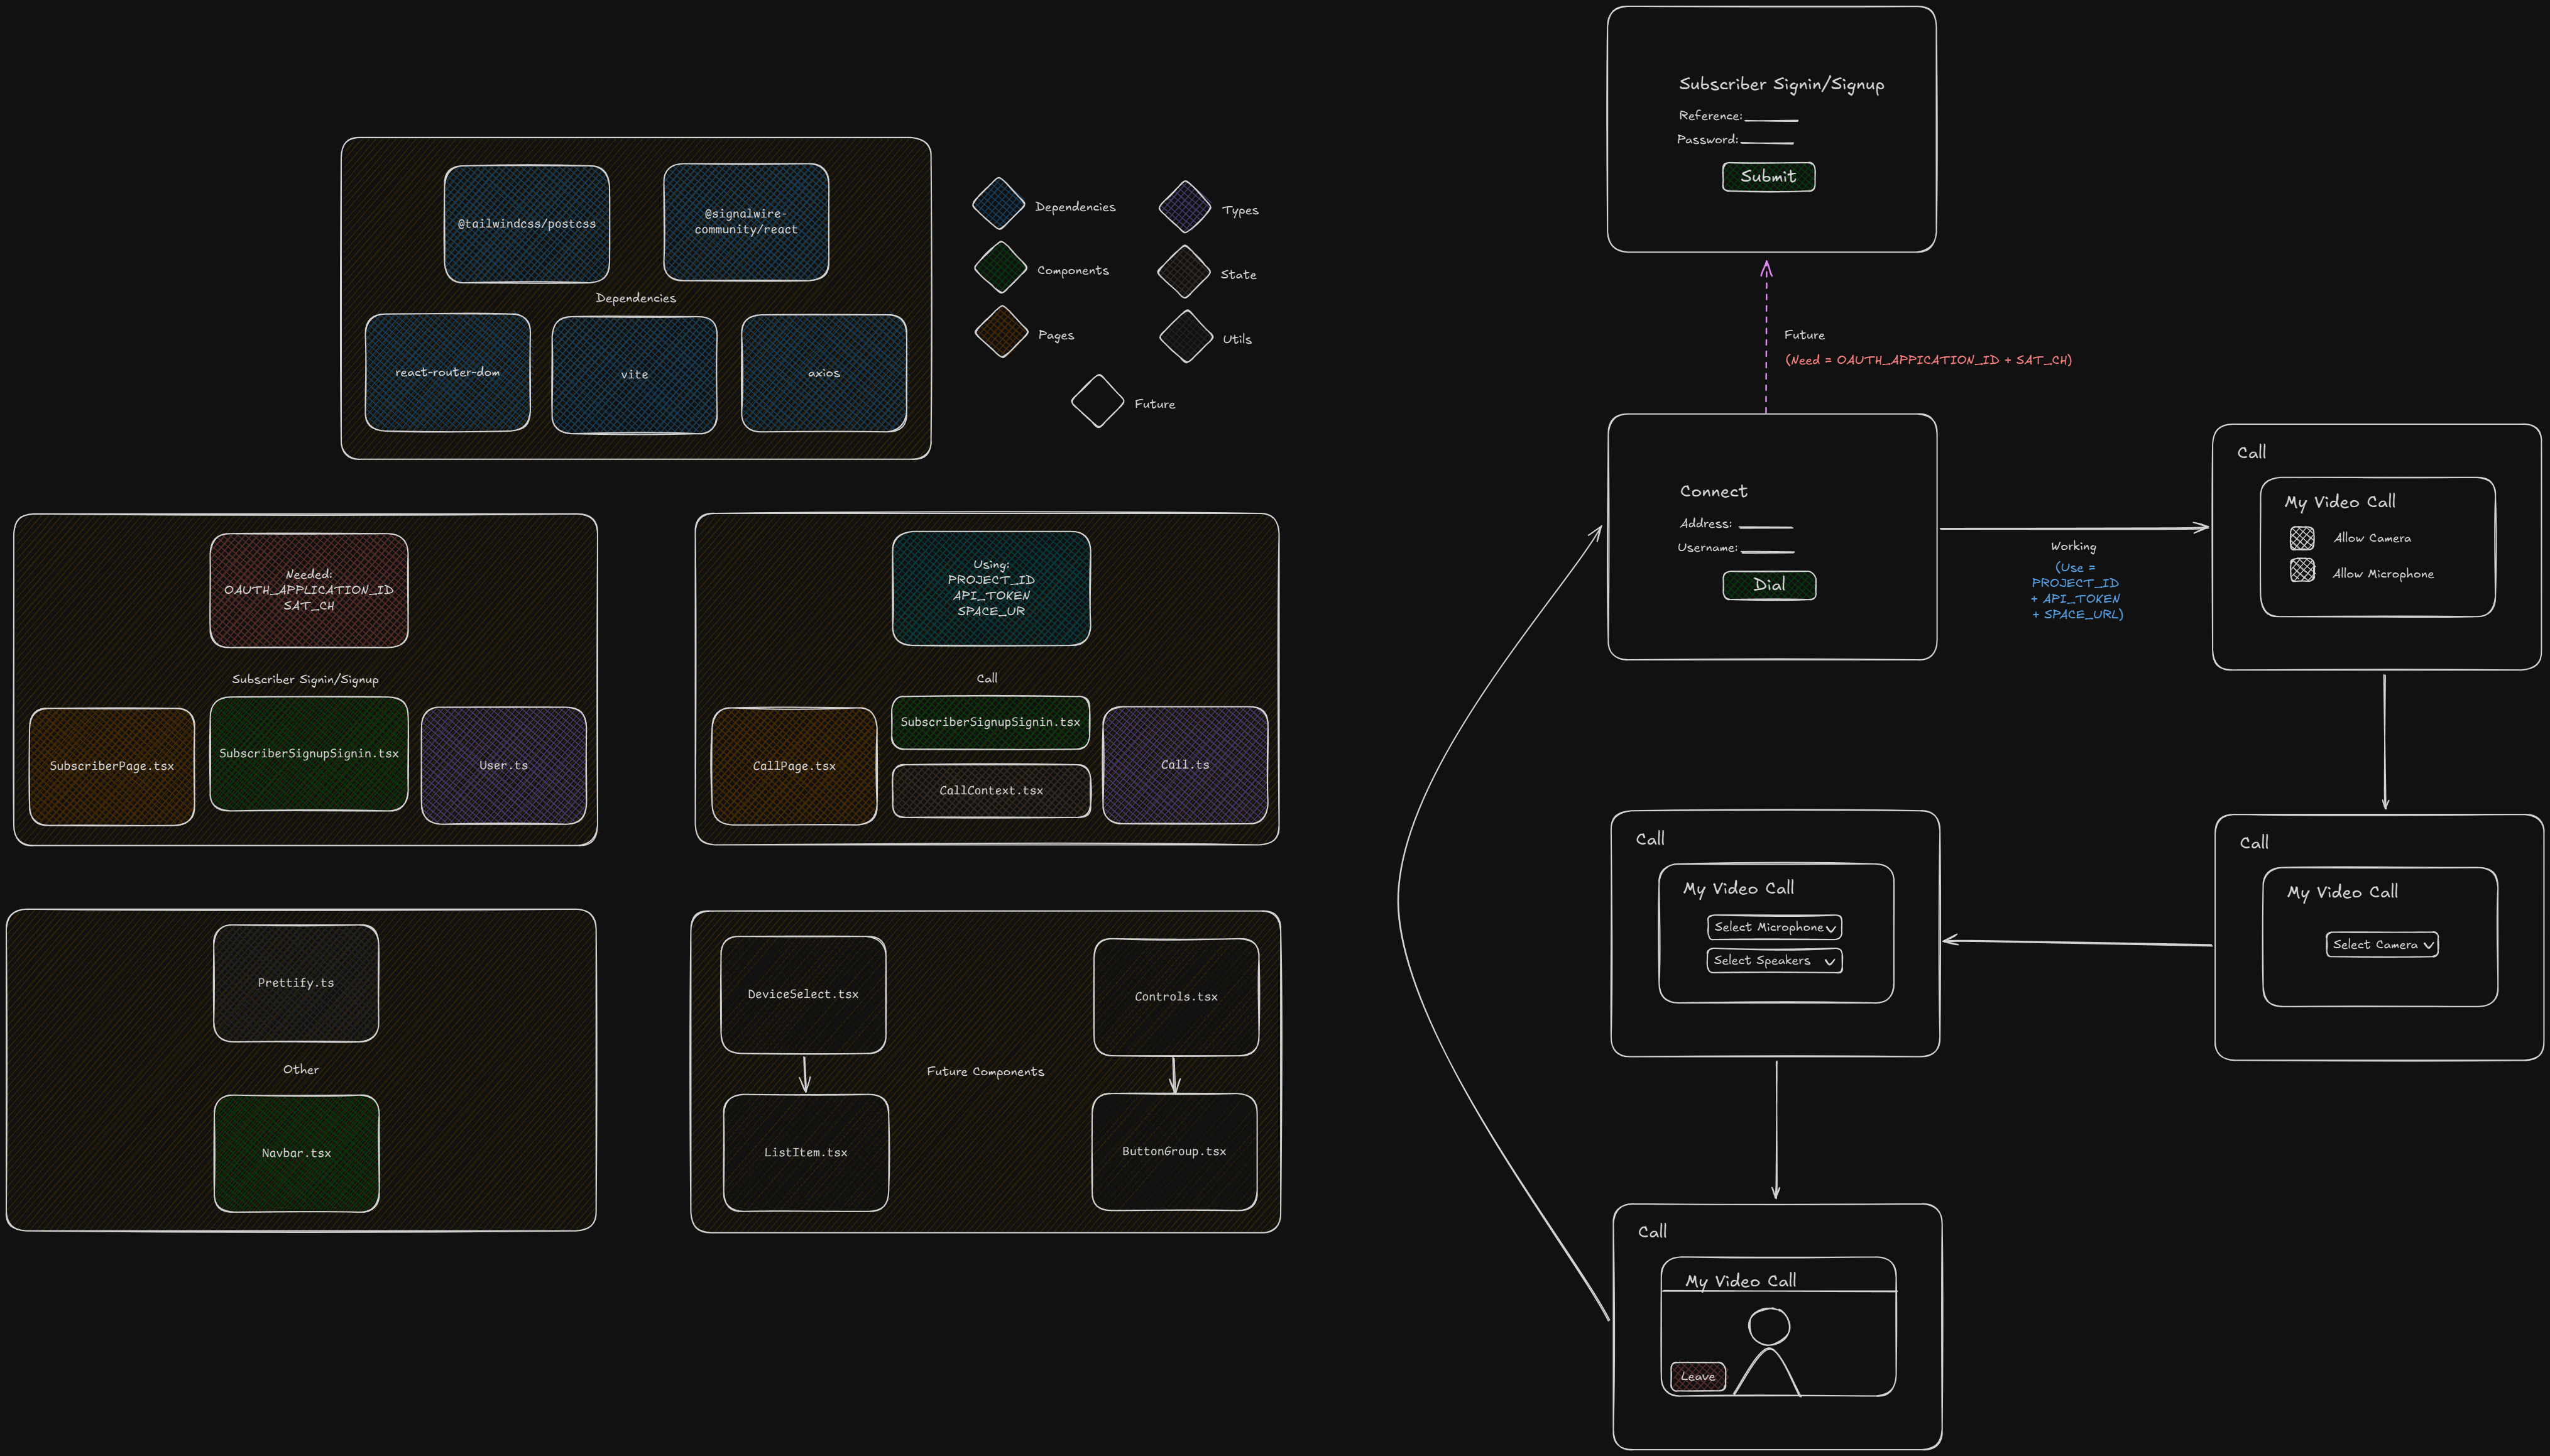 @tailwindcss/postcss
@signalwire-
community/react
Dependencies
react-router-dom
vite
axios
Dependencies
Types
Components
State
Pages
Utils
Future
Needed:
OAUTH_APPLICATION_ID
SAT_CH
Subscriber Signin/Signup
SubscriberPage.tsx
SubscriberSignupSignin.tsx
User.ts
Using:
PROJECT_ID
API_TOKEN
SPACE_UR
Call
CallPage.tsx
SubscriberSignupSignin.tsx
CallContext.tsx
Call.ts
Prettify.ts
Other
Navbar.tsx
DeviceSelect.tsx
Controls.tsx
Future Components
ListItem.tsx
ButtonGroup.tsx
Subscriber Signin/Signup
Reference:
Password:
Submit
Future
(Need = OAUTH_APPICATION_ID + SAT_CH)
Connect
Address:
Username:
Dial
Working
(Use =
PROJECT_ID
+ API_TOKEN
+ SPACE_URL)
Call
My Video Call
Allow Camera
Allow Microphone
Call
My Video Call
Select Camera
Call
My Video Call
Select Microphone
Select Speakers
Call
My Video Call
Leave